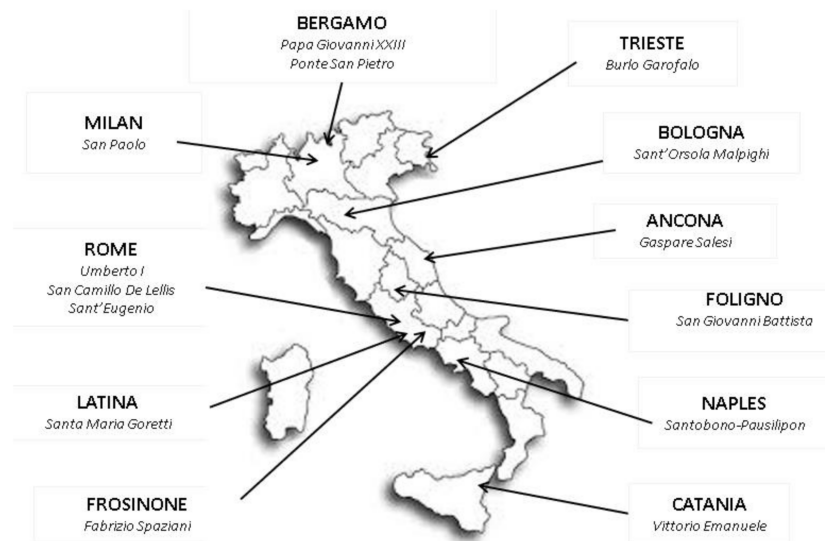 BERGAMO
Papa Giovanni XXIII
Ponte San Pietro
TRIESTE
Burlo Garofalo
MILAN
San Paolo
BOLOGNA
Sant'Orsola Malpighi
ANCONA
Gaspare Salesi
ROME
Umberto I
San Camillo De Lellis
Sant'Eugenio
FOLIGNO
San Giovanni Battista
LATINA
Santa Maria Goretti
NAPLES
Santobono-Pausilipon
FROSINONE
Fabrizio Spaziani
CATANIA
Vittorio Emanuele